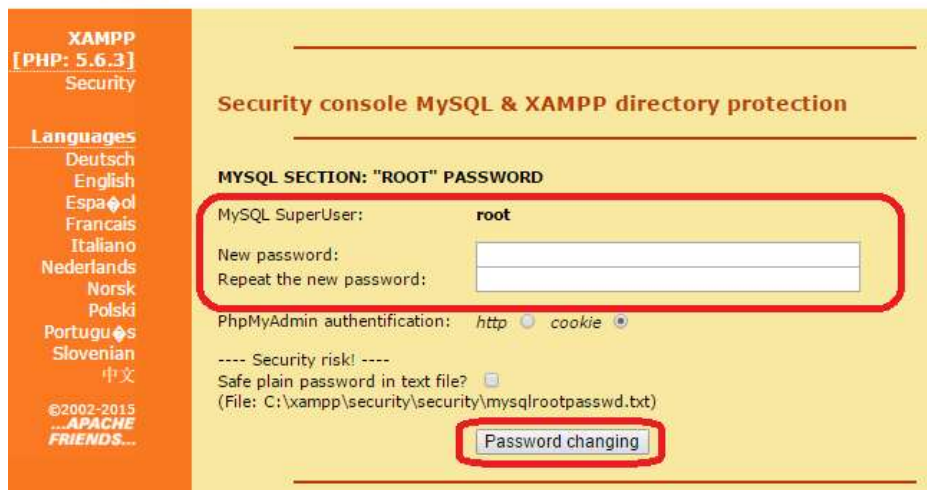 XAMPP
[PHP: 5.6.3]
Security
Languages
Deutsch
English
Espa�ol
Francais
Italiano
Nederlands
Norsk
Polski
Portugu�s
Slovenian
中文
©2002-2015
...APACHE
FRIENDS...
Security console MySQL & XAMPP directory protection
MYSQL SECTION: "ROOT" PASSWORD
MySQL SuperUser: root
New password:
Repeat the new password:
PhpMyAdmin authentification: http cookie
---- Security risk! ----
Safe plain password in text file?
(File: C:\xampp\security\security\mysqlrootpasswd.txt)
Password changing